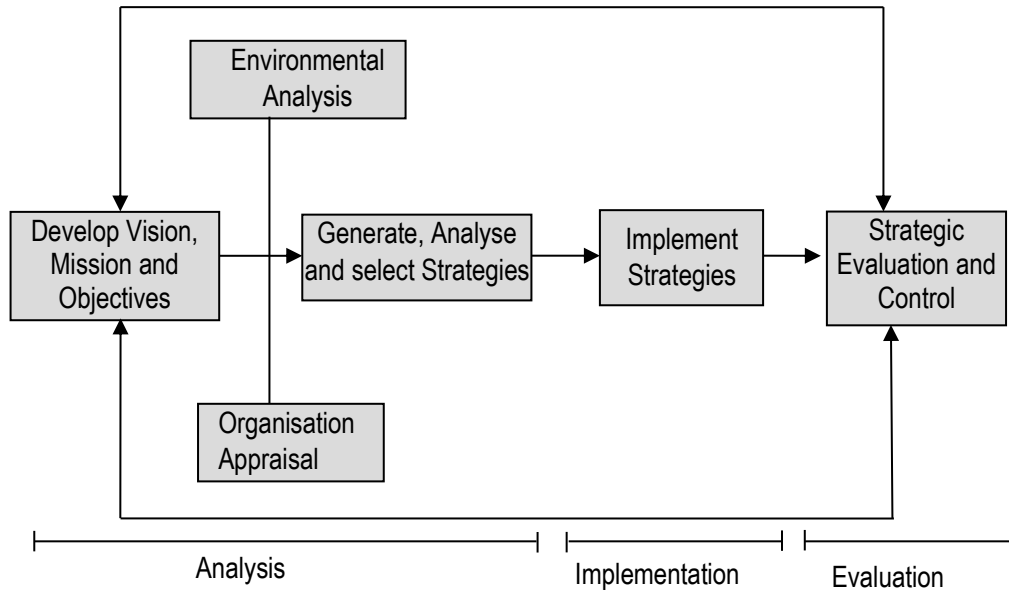 Environmental
Analysis
Develop Vision,
Mission and
Objectives
Generate, Analyse
and select Strategies
Implement
Strategies
Strategic
Evaluation and
Control
Organisation
Appraisal
Analysis
Implementation
Evaluation